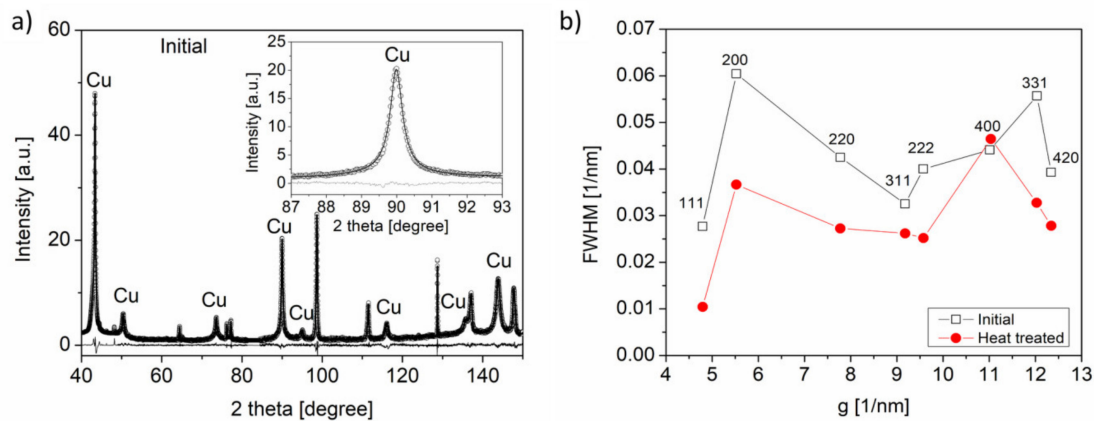 a)
Initial
Cu
Cu
Cu
Cu
Cu
Cu
Cu
Cu
Intensity [a.u.]
60
40
20
0
40
60
80
100
120
140
2 theta [degree]
Cu
Intensity [a.u.]
25
20
15
10
5
0
87
88
89
90
91
92
93
2 theta [degree]
b)
FWHM [1/nm]
0.07
0.06
0.05
0.04
0.03
0.02
0.01
0.00
111
200
220
311
222
400
331
420
Initial
Heat treated
4
5
6
7
8
9
10
11
12
13
g [1/nm]